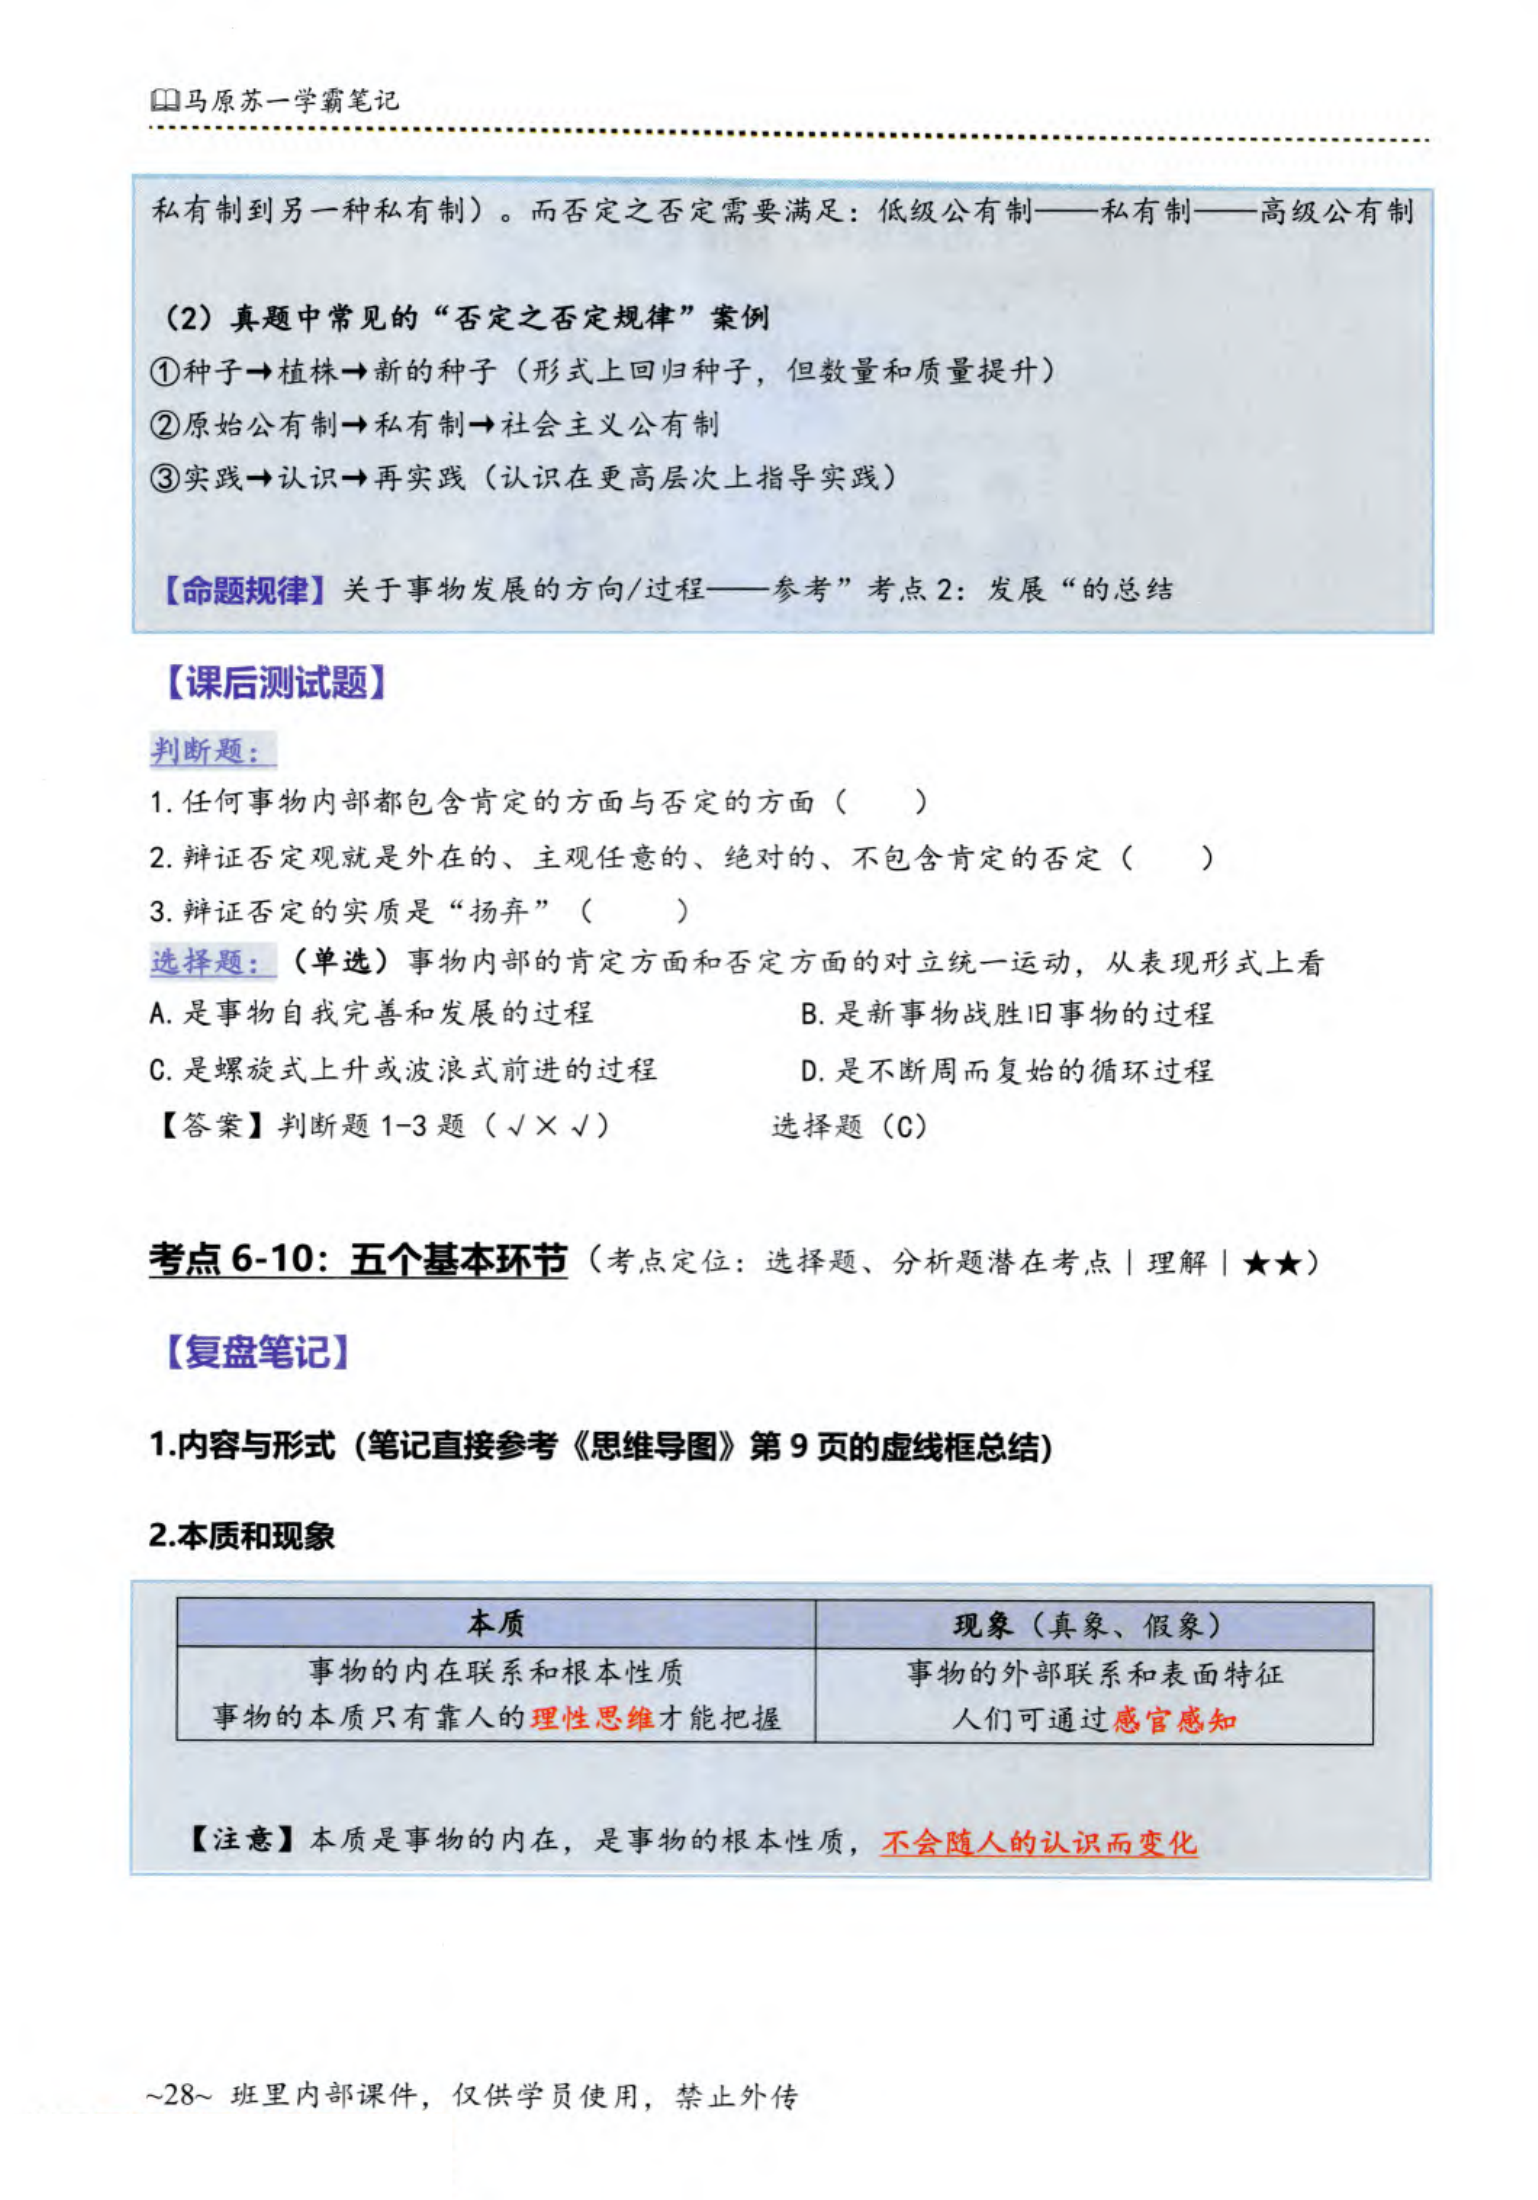 马原苏一学霸笔记
私有制到另一种私有制）。而否定之否定需要满足：低级公有制——私有制——高级公有制
（2）真题中常见的“否定之否定规律”案例
①种子→植株→新的种子（形式上回归种子，但数量和质量提升）
②原始公有制→私有制→社会主义公有制
③实践→认识→再实践（认识在更高层次上指导实践）
【命题规律】关于事物发展的方向/过程——参考”考点2：发展“的总结
【课后测试题】
判断题：
1.任何事物内部都包含肯定的方面与否定的方面（　　）
2.辩证否定观就是外在的、主观任意的、绝对的、不包含肯定的否定（　　）
3.辩证否定的实质是“扬弃”（　　）
选择题：（单选）事物内部的肯定方面和否定方面的对立统一运动，从表现形式上看
A.是事物自我完善和发展的过程　　B.是新事物战胜旧事物的过程
C.是螺旋式上升或波浪式前进的过程　　D.是不断周而复始的循环过程
【答案】判断题1-3题（√×√）　　选择题（C）
考点6-10：五个基本环节（考点定位：选择题、分析题潜在考点|理解|★★）
【复盘笔记】
1.内容与形式（笔记直接参考《思维导图》第9页的虚线框总结）
2.本质和现象
本质　　现象（真象、假象）
事物的内在联系和根本性质　　事物的外部联系和表面特征
事物的本质只有靠人的理性思维才能把握　　人们可通过感官感知
【注意】本质是事物的内在，是事物的根本性质，不会随人的认识而变化
~28~ 班里内部课件，仅供学员使用，禁止外传